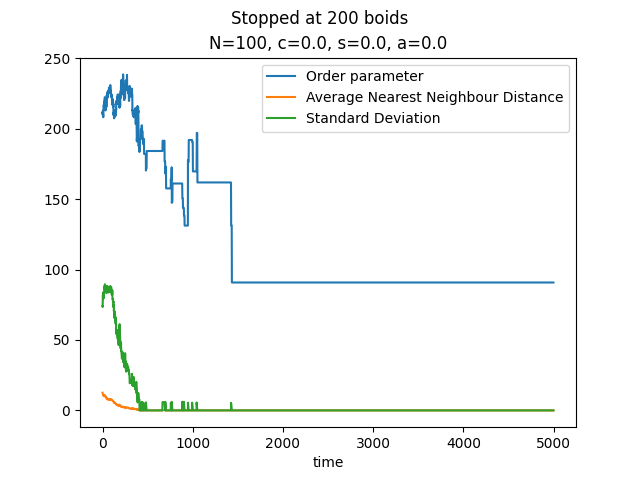 Stopped at 200 boids
N=100, c=0.0, s=0.0, a=0.0
Order parameter
Average Nearest Neighbour Distance
Standard Deviation
250
200
150
100
50
0
0 1000 2000 3000 4000 5000
time